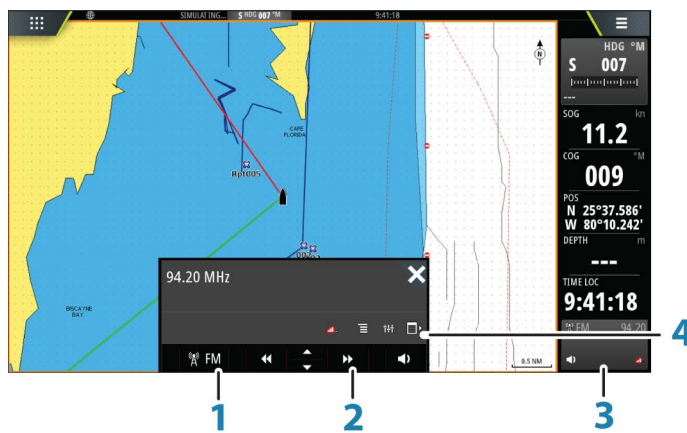 SIMULATING... S HDG 007 °M 9:41:18
N
HDG °M
S 007
---
SOG kn
11.2
COG °M
009
POS
N 25°37.586'
W 80°10.242'
DEPTH m
---
TIME LOC
9:41:18
FM 94.20
CAPE
FLORIDA
Rpt005
BISCAYNE
BAY
94.20 MHz
FM
0.5 NM
1
2
3
4